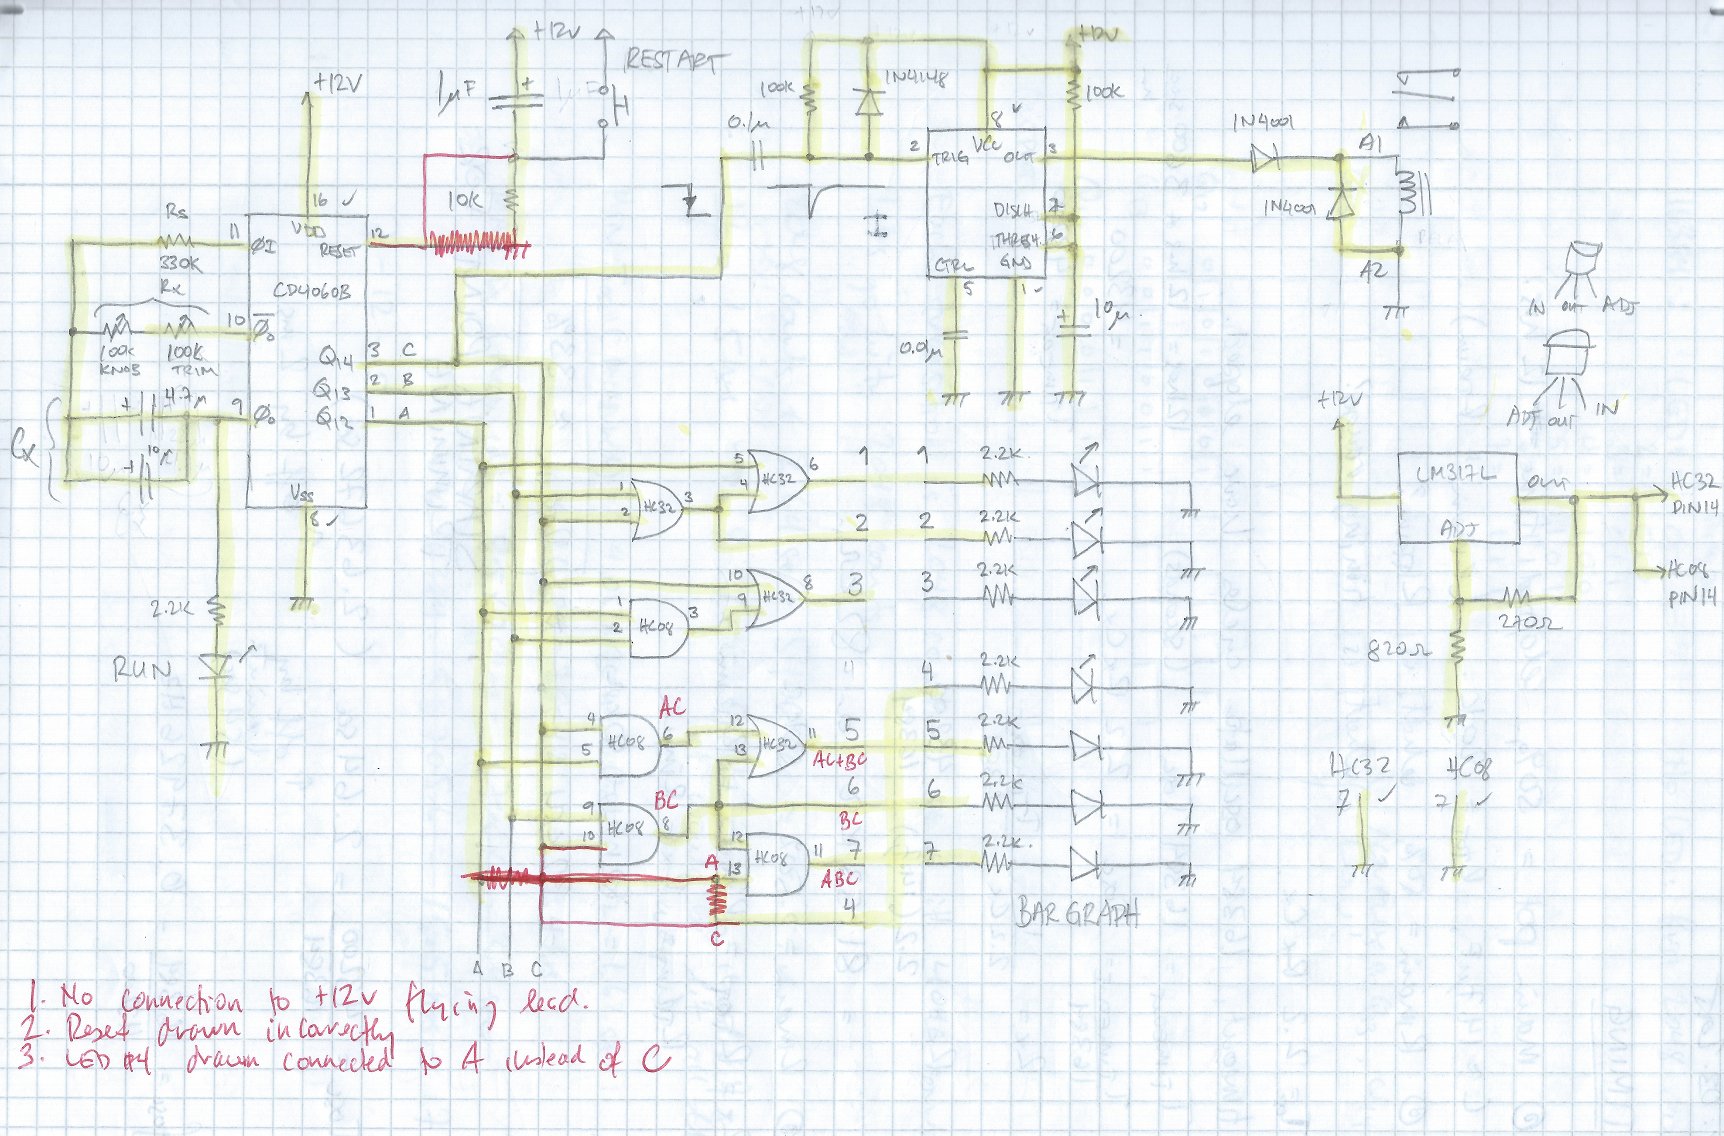 +12V
RESTART
+12V
1µF
+
+12V
100K
1N4148
0.1µ
100K
8
VCC
2
TRIG
OUT
3
DISCH
7
THRESH
6
CTRL
GND
5
1
1N4001
A1
1N4001
A2
10K
16
VDD
RESET
12
Rs
330K
11
ØI
CD4060B
Rx
10
100K
KNOB
100K
TRIM
4.7µ
Cx
+
9
10µ
+
Q14
3
C
Q13
2
B
Q12
1
A
VSS
8
0.01µ
+
10µ
IN OUT ADJ
ADJ OUT IN
+12V
LM317L
OUT
ADJ
HC32
PIN14
HC08
PIN14
270Ω
820Ω
HC32
7
HC08
7
2.2K
RUN
5
4
HC32
6
1
1
2.2K
1
2
HC32
3
2
2
2.2K
10
9
HC32
8
3
3
2.2K
1
2
HC08
3
4
2.2K
4
5
HC08
AC
6
12
13
HC32
11
5
AC+BC
5
2.2K
9
10
HC08
BC
8
6
BC
6
2.2K
A
12
13
HC08
11
7
ABC
7
2.2K
4
C
BAR GRAPH
A B C
1. No connection to +12V flying lead.
2. Reset drawn incorrectly
3. LED #4 drawn connected to A instead of C